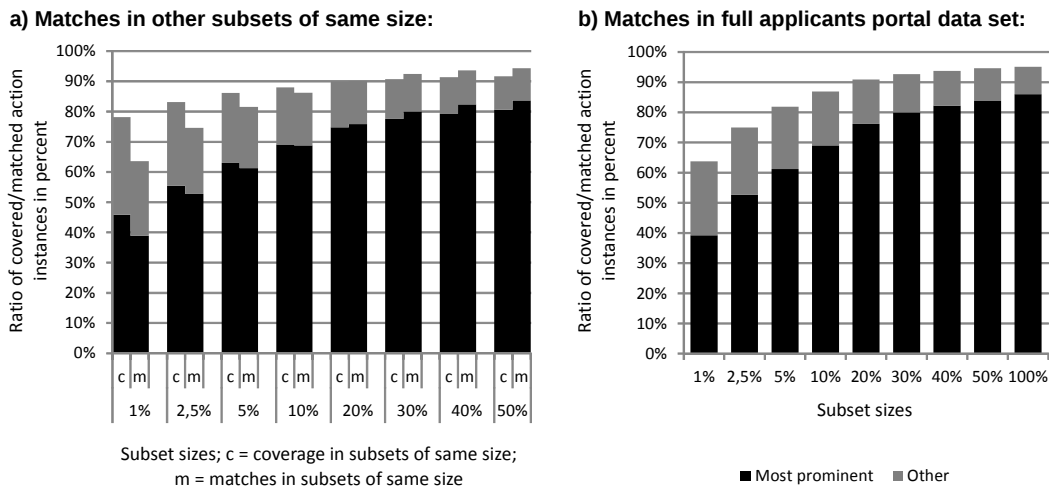 a) Matches in other subsets of same size:
Ratio of covered/matched action
instances in percent
100%
90%
80%
70%
60%
50%
40%
30%
20%
10%
0%
c m c m c m c m c m c m c m c m
1% 2,5% 5% 10% 20% 30% 40% 50%
Subset sizes; c = coverage in subsets of same size;
m = matches in subsets of same size
b) Matches in full applicants portal data set:
Ratio of covered/matched action
instances in percent
100%
90%
80%
70%
60%
50%
40%
30%
20%
10%
0%
1% 2,5% 5% 10% 20% 30% 40% 50% 100%
Subset sizes
Most prominent Other